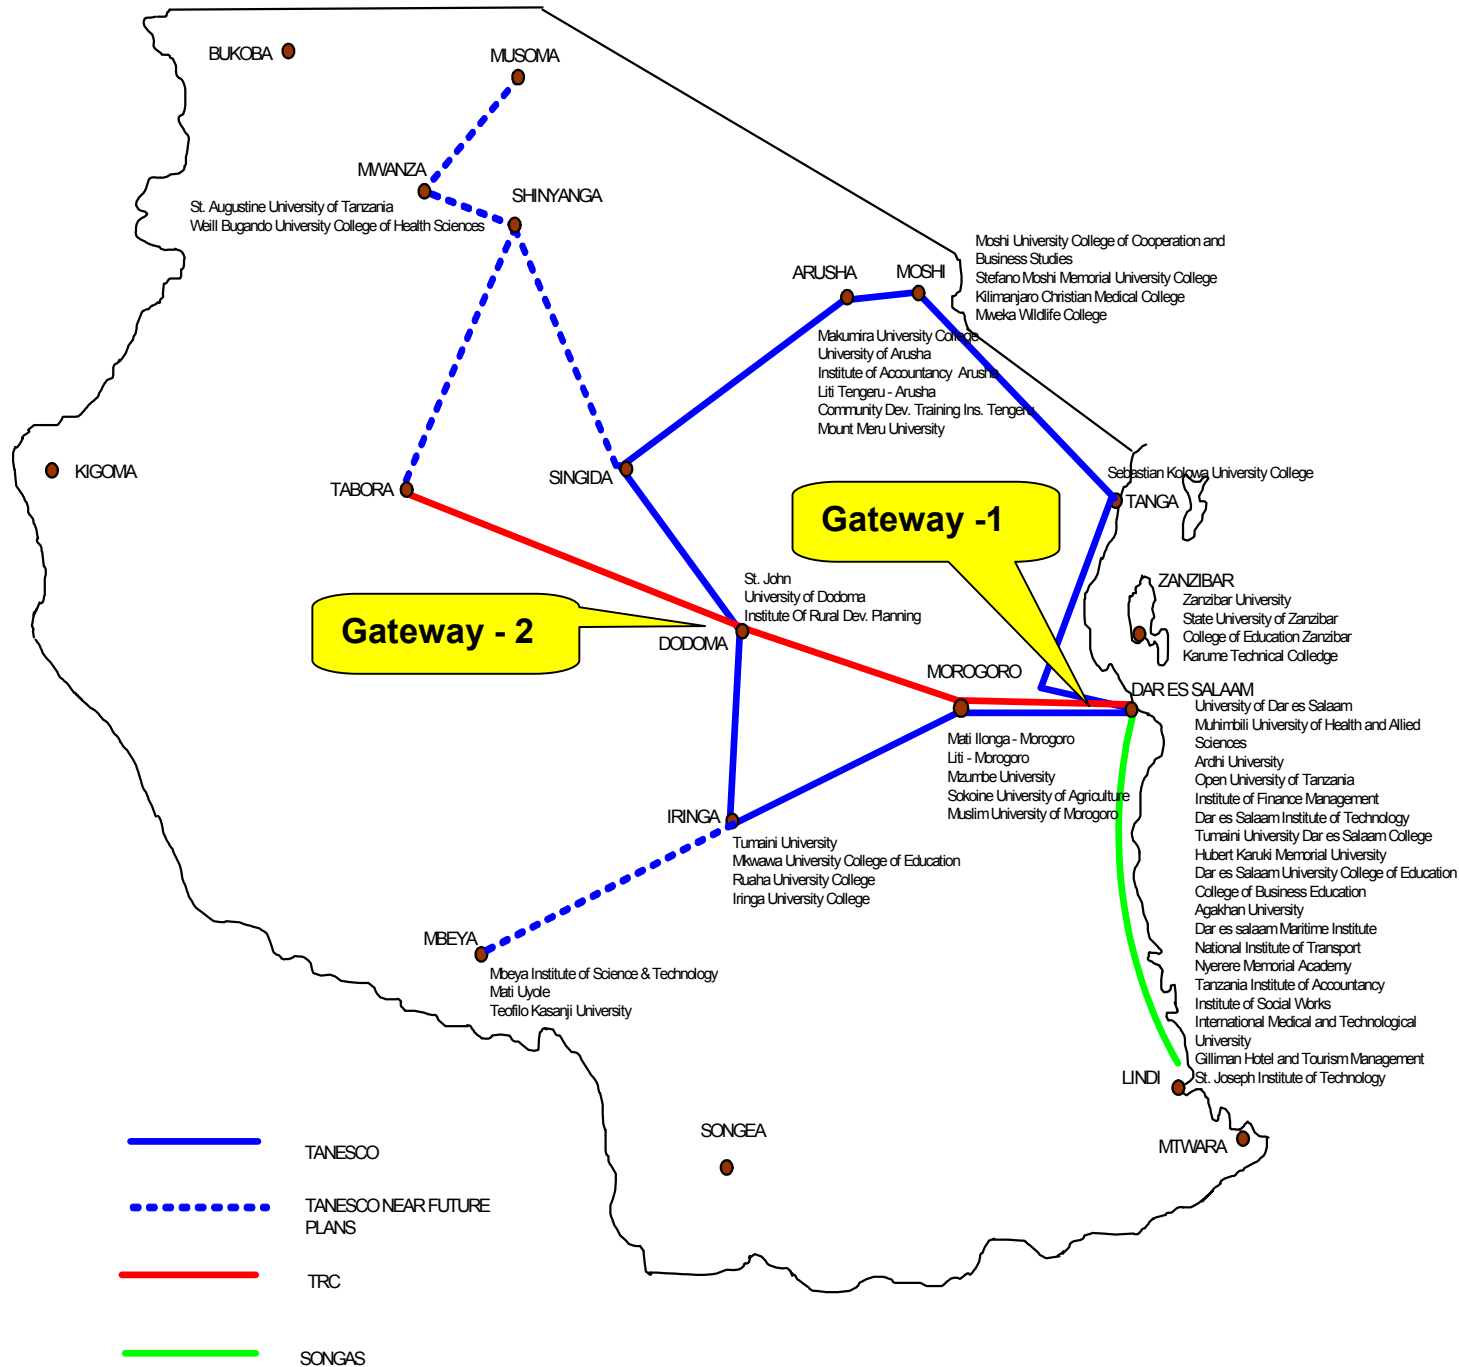 BUKOBA
MUSOMA
MWANZA
St. Augustine University of Tanzania
Weill Bugando University College of Health Sciences
SHINYANGA
ARUSHA
MOSHI
Moshi University College of Cooperation and
Business Studies
Stefano Moshi Memorial University College
Kilimanjaro Christian Medical College
Mweka Wildlife College
Makumira University College
University of Arusha
Institute of Accountancy Arusha
Liti Tengeru - Arusha
Community Dev. Training Ins. Tengeru
Mount Meru University
KIGOMA
TABORA
SINGIDA
Sebastian Kolowa University College
TANGA
Gateway -1
Gateway - 2
St. John
University of Dodoma
Institute Of Rural Dev. Planning
DODOMA
ZANZIBAR
Zanzibar University
State University of Zanzibar
College of Education Zanzibar
Karume Technical Colledge
MOROGORO
Mati Ilonga - Morogoro
Liti - Morogoro
Mzumbe University
Sokoine University of Agriculture
Muslim University of Morogoro
DAR ES SALAAM
University of Dar es Salaam
Muhimbili University of Health and Allied
Sciences
Ardhi University
Open University of Tanzania
Institute of Finance Management
Dar es Salaam Institute of Technology
Tumaini University Dar es Salaam College
Hubert Karuki Memorial University
Dar es Salaam University College of Education
College of Business Education
Agakhan University
Dar es salaam Maritime Institute
National Institute of Transport
Nyerere Memorial Academy
Tanzania Institute of Accountancy
Institute of Social Works
International Medical and Technological
University
Gilliman Hotel and Tourism Management
St. Joseph Institute of Technology
IRINGA
Tumaini University
Mkwawa University College of Education
Ruaha University College
Iringa University College
MBEYA
Mbeya Institute of Science & Technology
Mati Uyole
Teofilo Kasanji University
LINDI
MTWARA
SONGEA
TANESCO
TANESCO NEAR FUTURE
PLANS
TRC
SONGAS